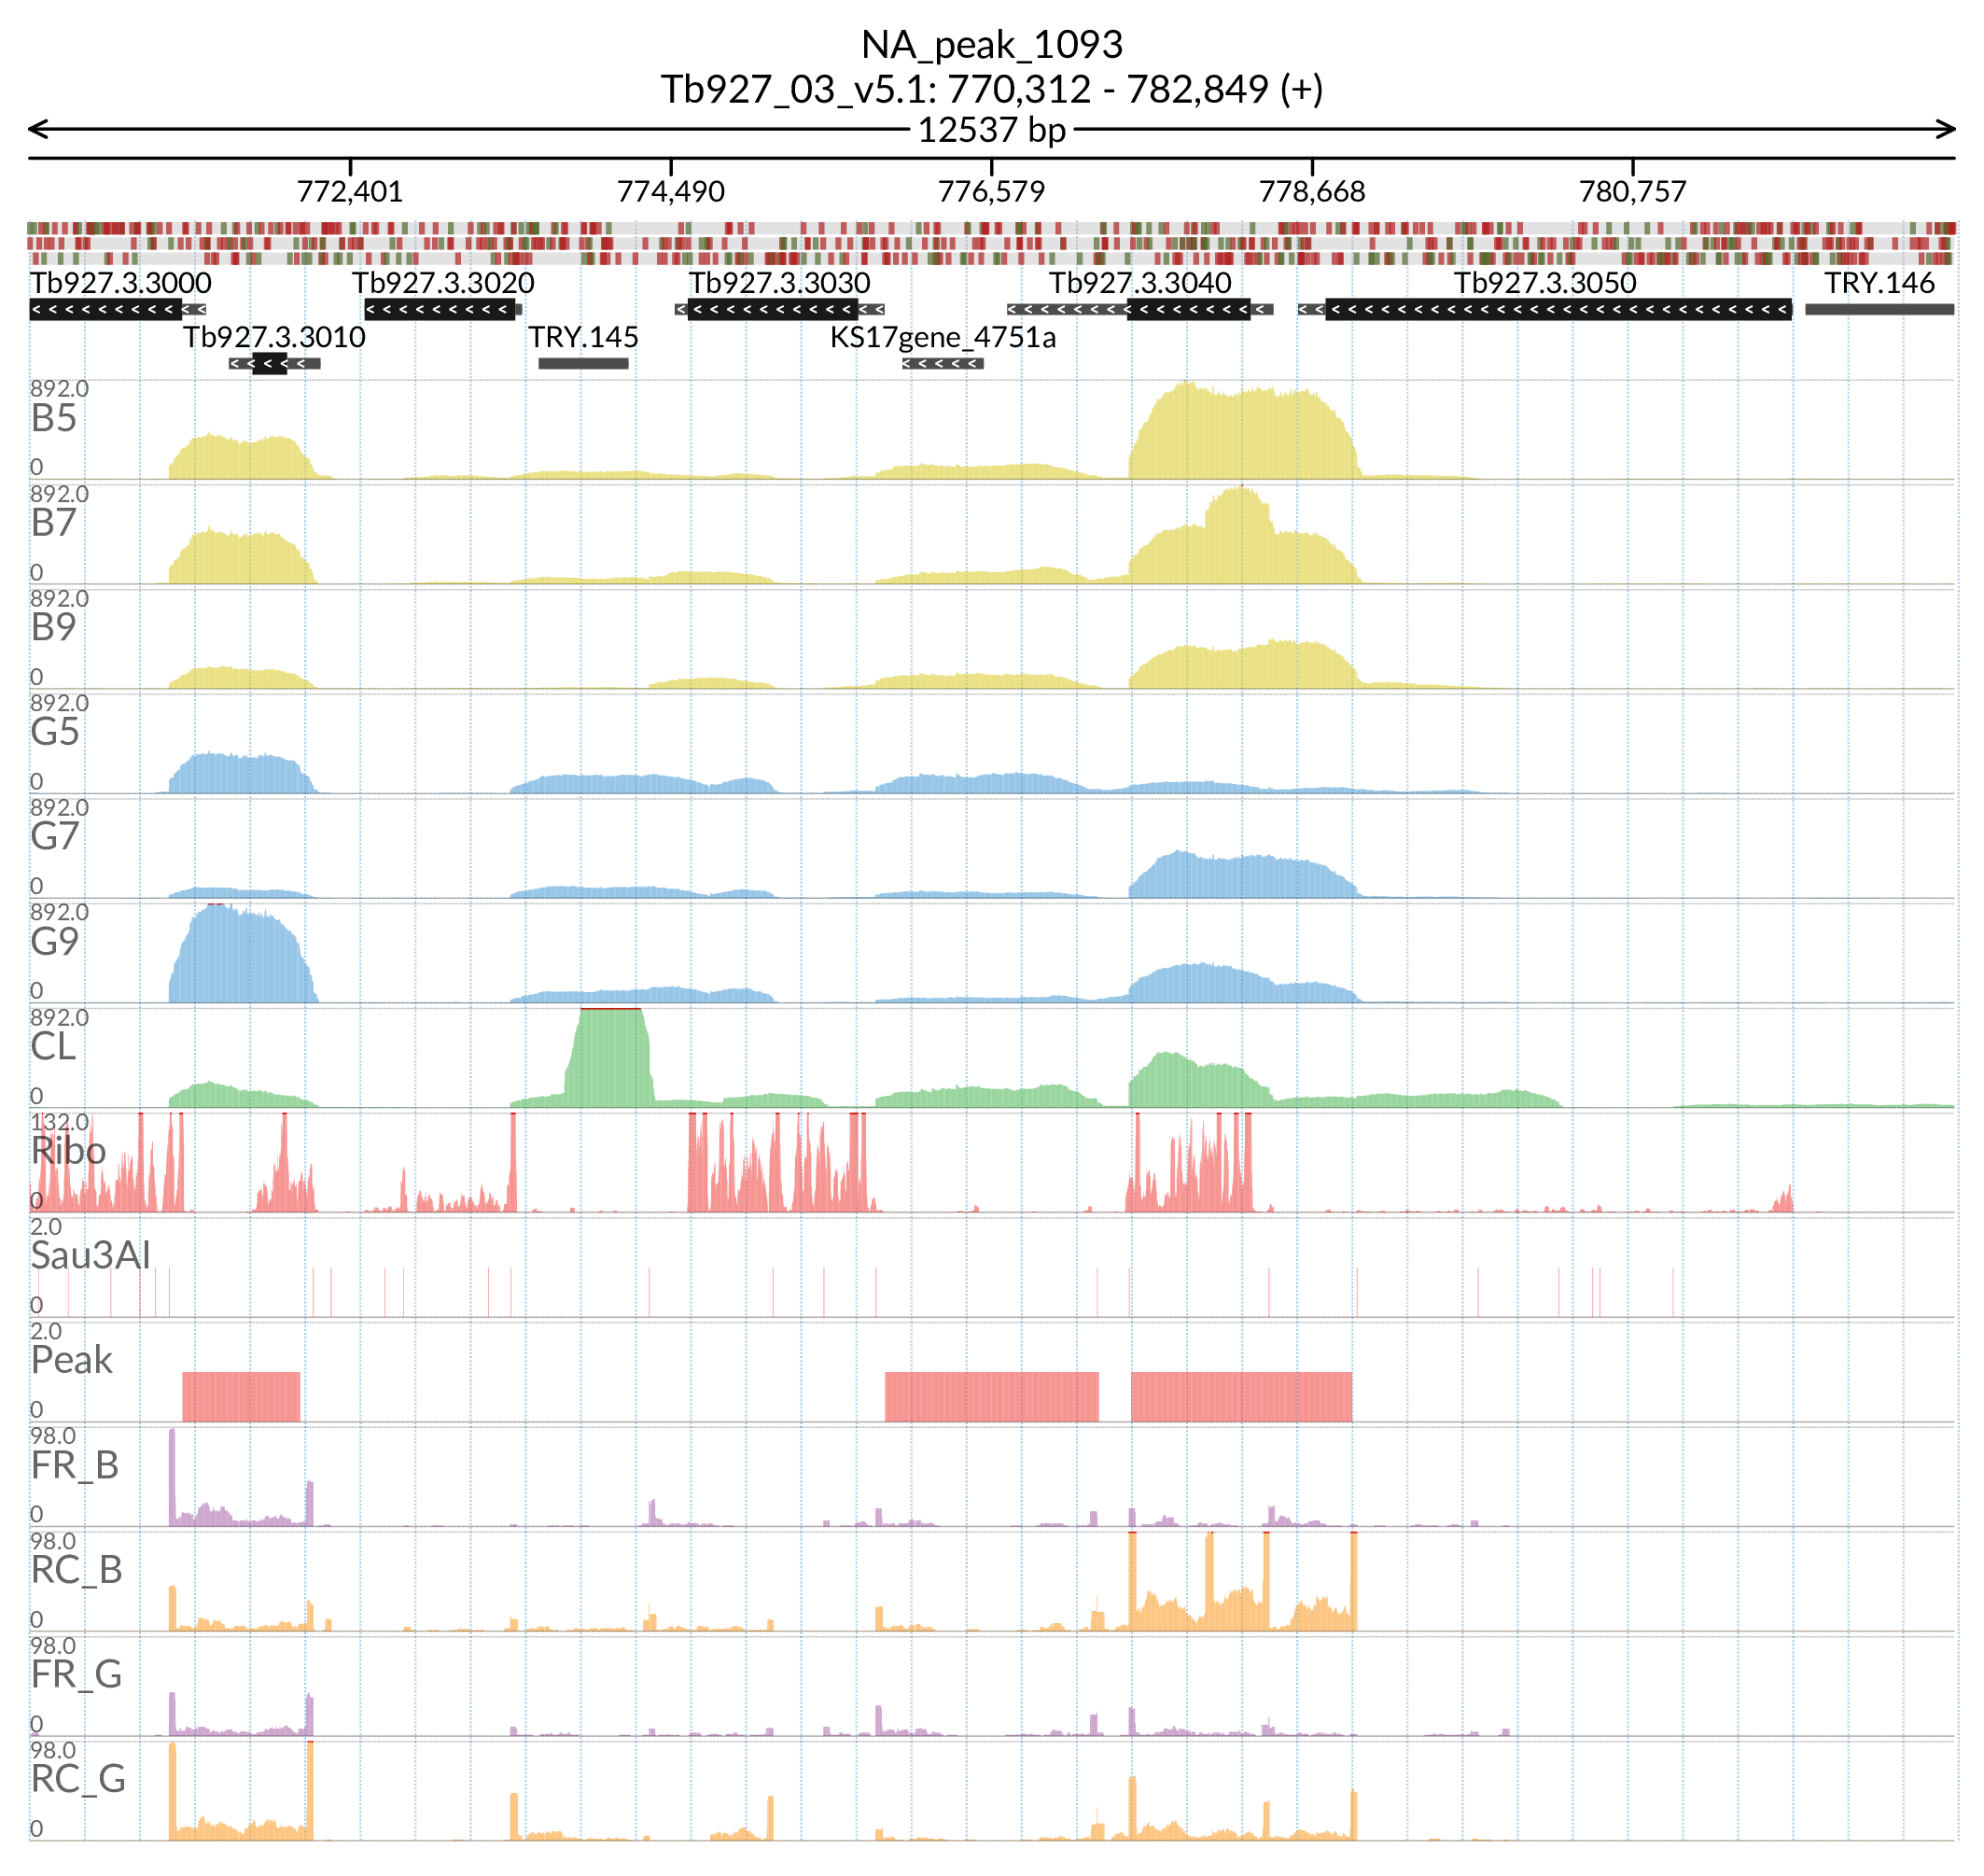 NA_peak_1093
Tb927_03_v5.1: 770,312 - 782,849 (+)
12537 bp
772,401 774,490 776,579 778,668 780,757
Tb927.3.3000 Tb927.3.3020 Tb927.3.3030 Tb927.3.3040 Tb927.3.3050 TRY.146
Tb927.3.3010 TRY.145 KS17gene_4751a
892.0
B5
0
892.0
B7
0
892.0
B9
0
892.0
G5
0
892.0
G7
0
892.0
G9
0
892.0
CL
0
132.0
Ribo
0
2.0
Sau3AI
0
2.0
Peak
0
98.0
FR_B
0
98.0
RC_B
0
98.0
FR_G
0
98.0
RC_G
0